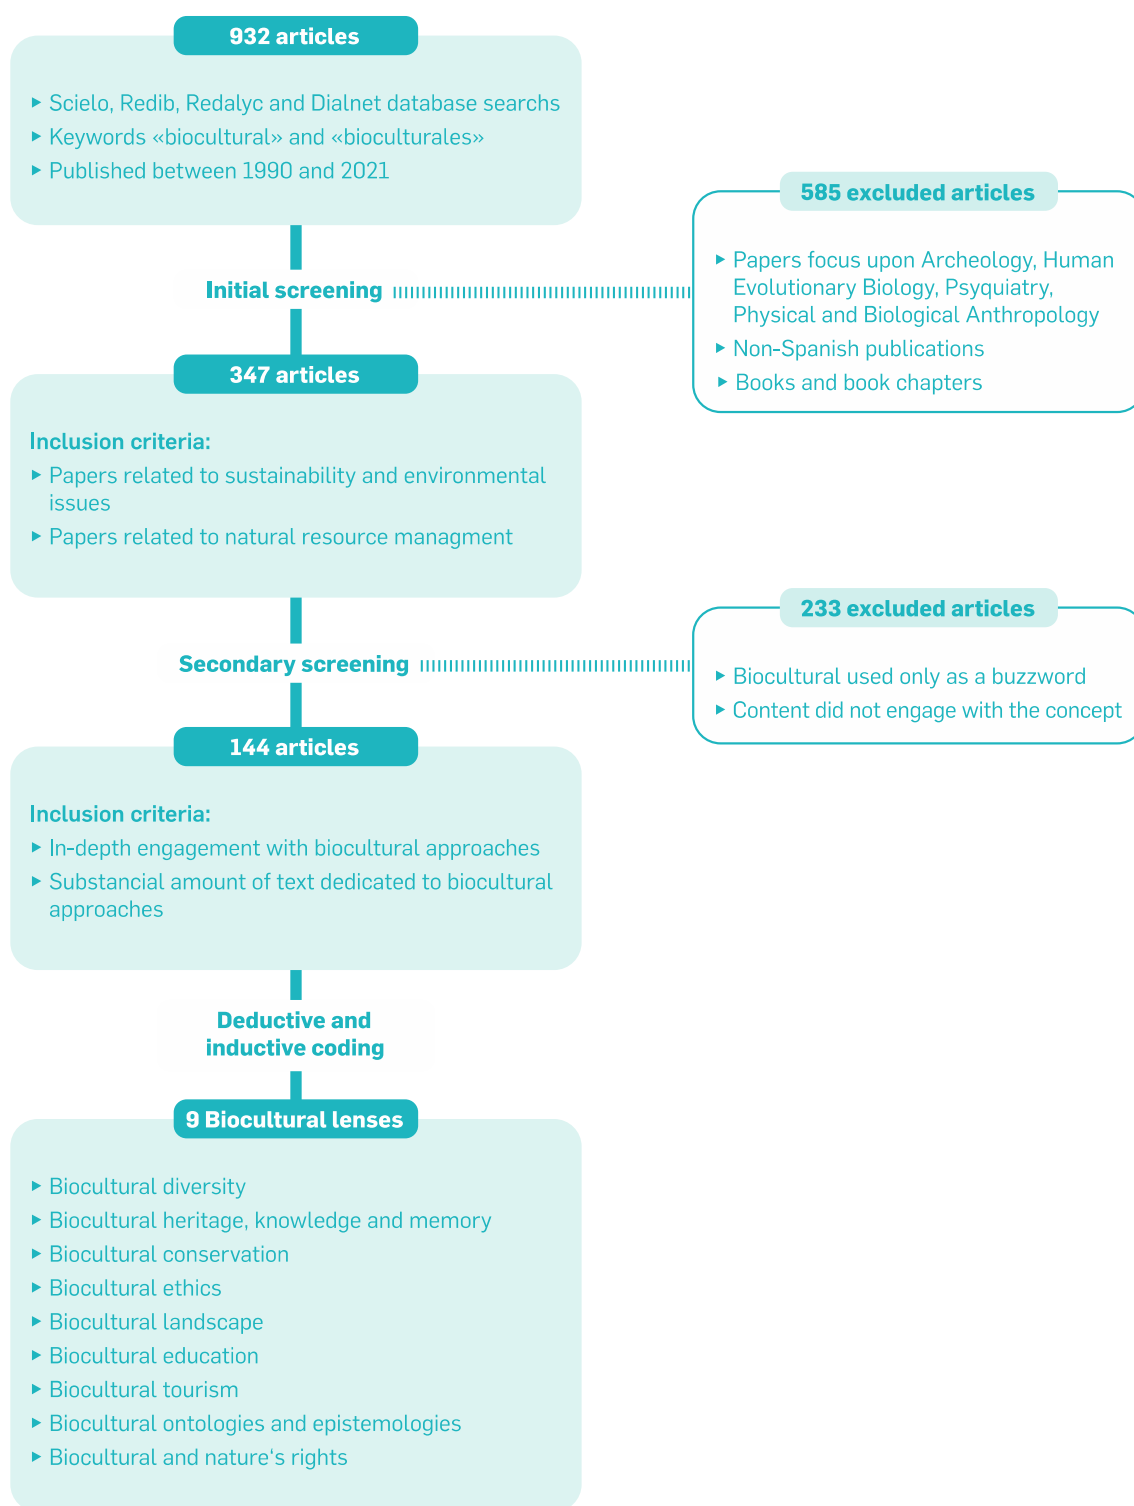 932 articles
▸ Scielo, Redib, Redalyc and Dialnet database searchs
▸ Keywords «biocultural» and «bioculturales»
▸ Published between 1990 and 2021
Initial screening
585 excluded articles
▸ Papers focus upon Archeology, Human
Evolutionary Biology, Psyquiatry,
Physical and Biological Anthropology
▸ Non-Spanish publications
▸ Books and book chapters
347 articles
Inclusion criteria:
▸ Papers related to sustainability and environmental
issues
▸ Papers related to natural resource managment
Secondary screening
233 excluded articles
▸ Biocultural used only as a buzzword
▸ Content did not engage with the concept
144 articles
Inclusion criteria:
▸ In-depth engagement with biocultural approaches
▸ Substancial amount of text dedicated to biocultural
approaches
Deductive and
inductive coding
9 Biocultural lenses
▸ Biocultural diversity
▸ Biocultural heritage, knowledge and memory
▸ Biocultural conservation
▸ Biocultural ethics
▸ Biocultural landscape
▸ Biocultural education
▸ Biocultural tourism
▸ Biocultural ontologies and epistemologies
▸ Biocultural and nature‘s rights